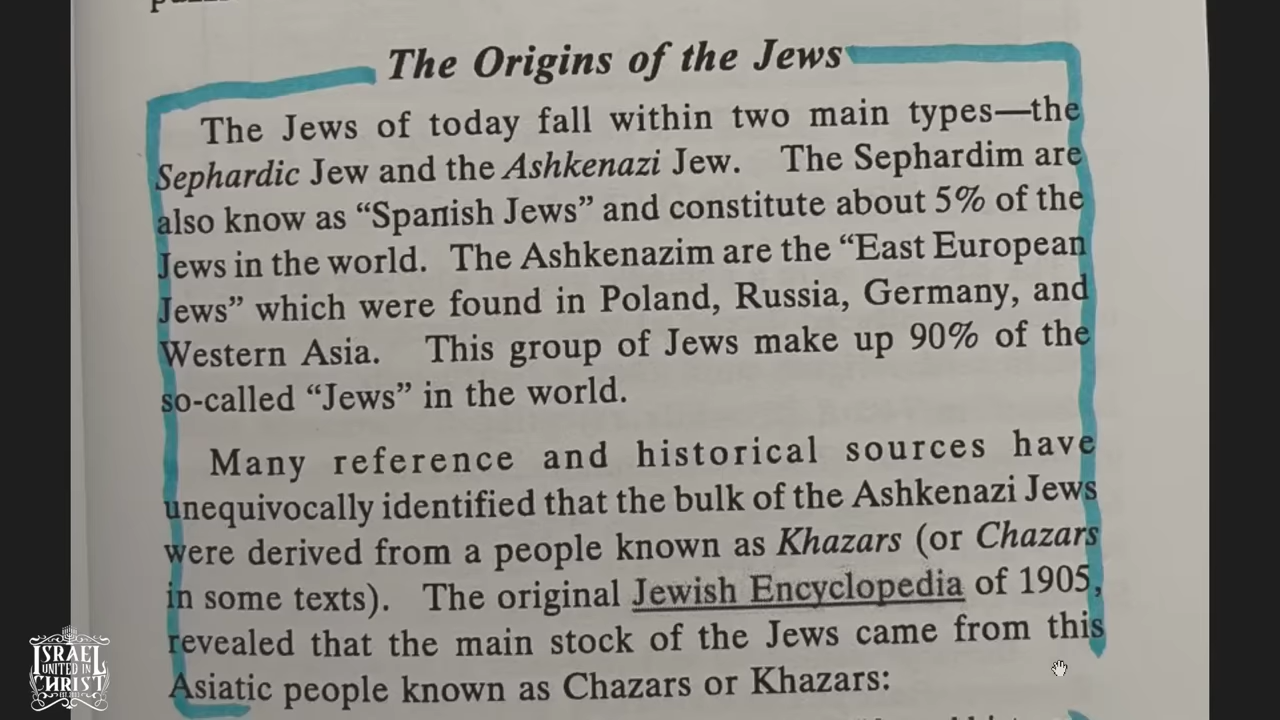 The Origins of the Jews
The Jews of today fall within two main types—the
Sephardic Jew and the Ashkenazi Jew. The Sephardim are
also know as “Spanish Jews” and constitute about 5% of the
Jews in the world. The Ashkenazim are the “East European
Jews” which were found in Poland, Russia, Germany, and
Western Asia. This group of Jews make up 90% of the
so-called “Jews” in the world.
Many reference and historical sources have
unequivocally identified that the bulk of the Ashkenazi Jews
were derived from a people known as Khazars (or Chazars
in some texts). The original Jewish Encyclopedia of 1905,
revealed that the main stock of the Jews came from this
Asiatic people known as Chazars or Khazars:
ISRAEL
UNITED IN
CHRIST